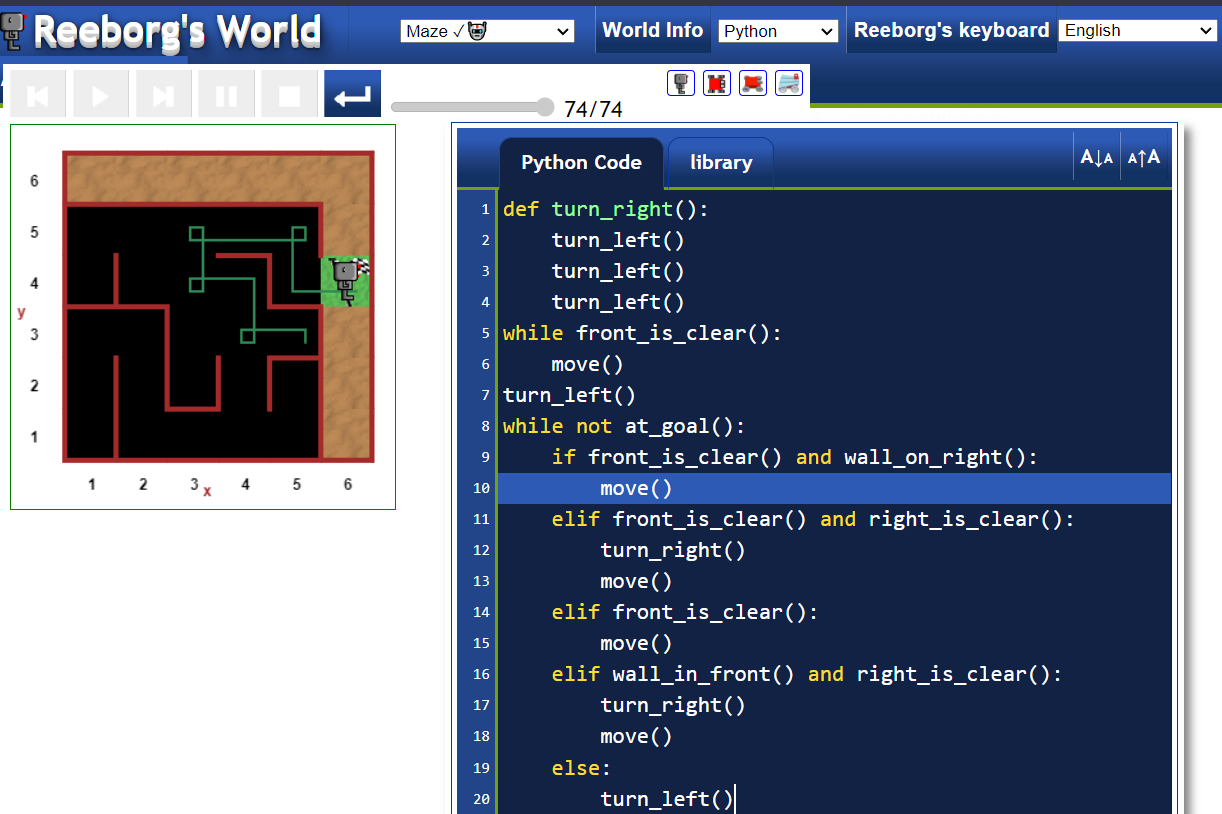 Reeborg's World
Maze ✓
World Info
Python
Reeborg's keyboard
English
74/74
Python Code
library
A↓A
A↑A
6
5
4
y
3
2
1
1 2 3 x 4 5 6
1 def turn_right():
2     turn_left()
3     turn_left()
4     turn_left()
5 while front_is_clear():
6     move()
7 turn_left()
8 while not at_goal():
9     if front_is_clear() and wall_on_right():
10         move()
11     elif front_is_clear() and right_is_clear():
12         turn_right()
13         move()
14     elif front_is_clear():
15         move()
16     elif wall_in_front() and right_is_clear():
17         turn_right()
18         move()
19     else:
20         turn_left()